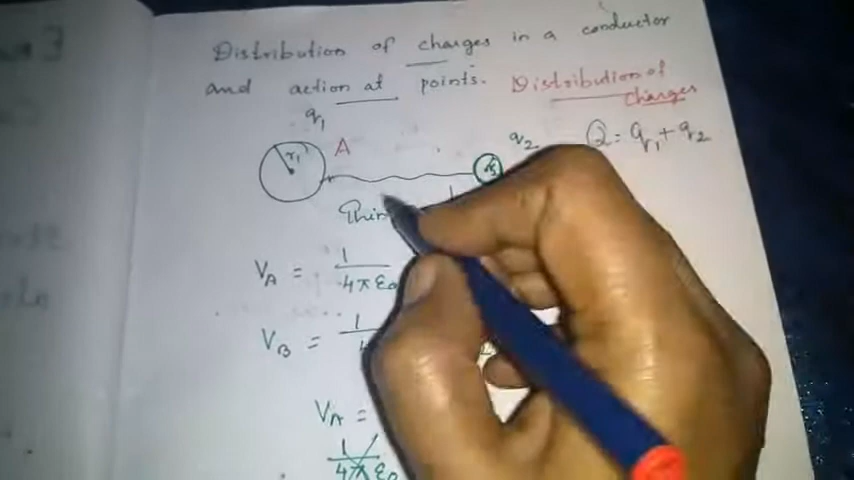 Distribution of charges in a conductor
and action at points. Distribution of
charges
q1
A
q2
Q = q1 + q2
r1
Thin
VA = 1
4πε0
VB = 1
VA =
1
4πε0